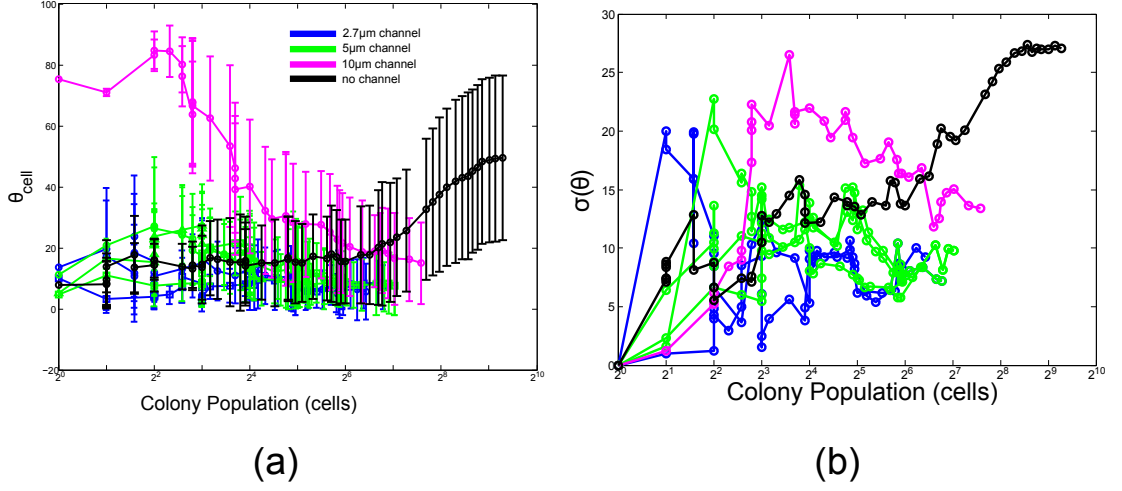 100
80
60
40
20
0
−20
θcell
2.7µm channel
5µm channel
10µm channel
no channel
2^0 2^2 2^4 2^6 2^8 2^10
Colony Population (cells)
(a)
30
25
20
15
10
5
0
σ(θ)
2^0 2^1 2^2 2^3 2^4 2^5 2^6 2^7 2^8 2^9 2^10
Colony Population (cells)
(b)